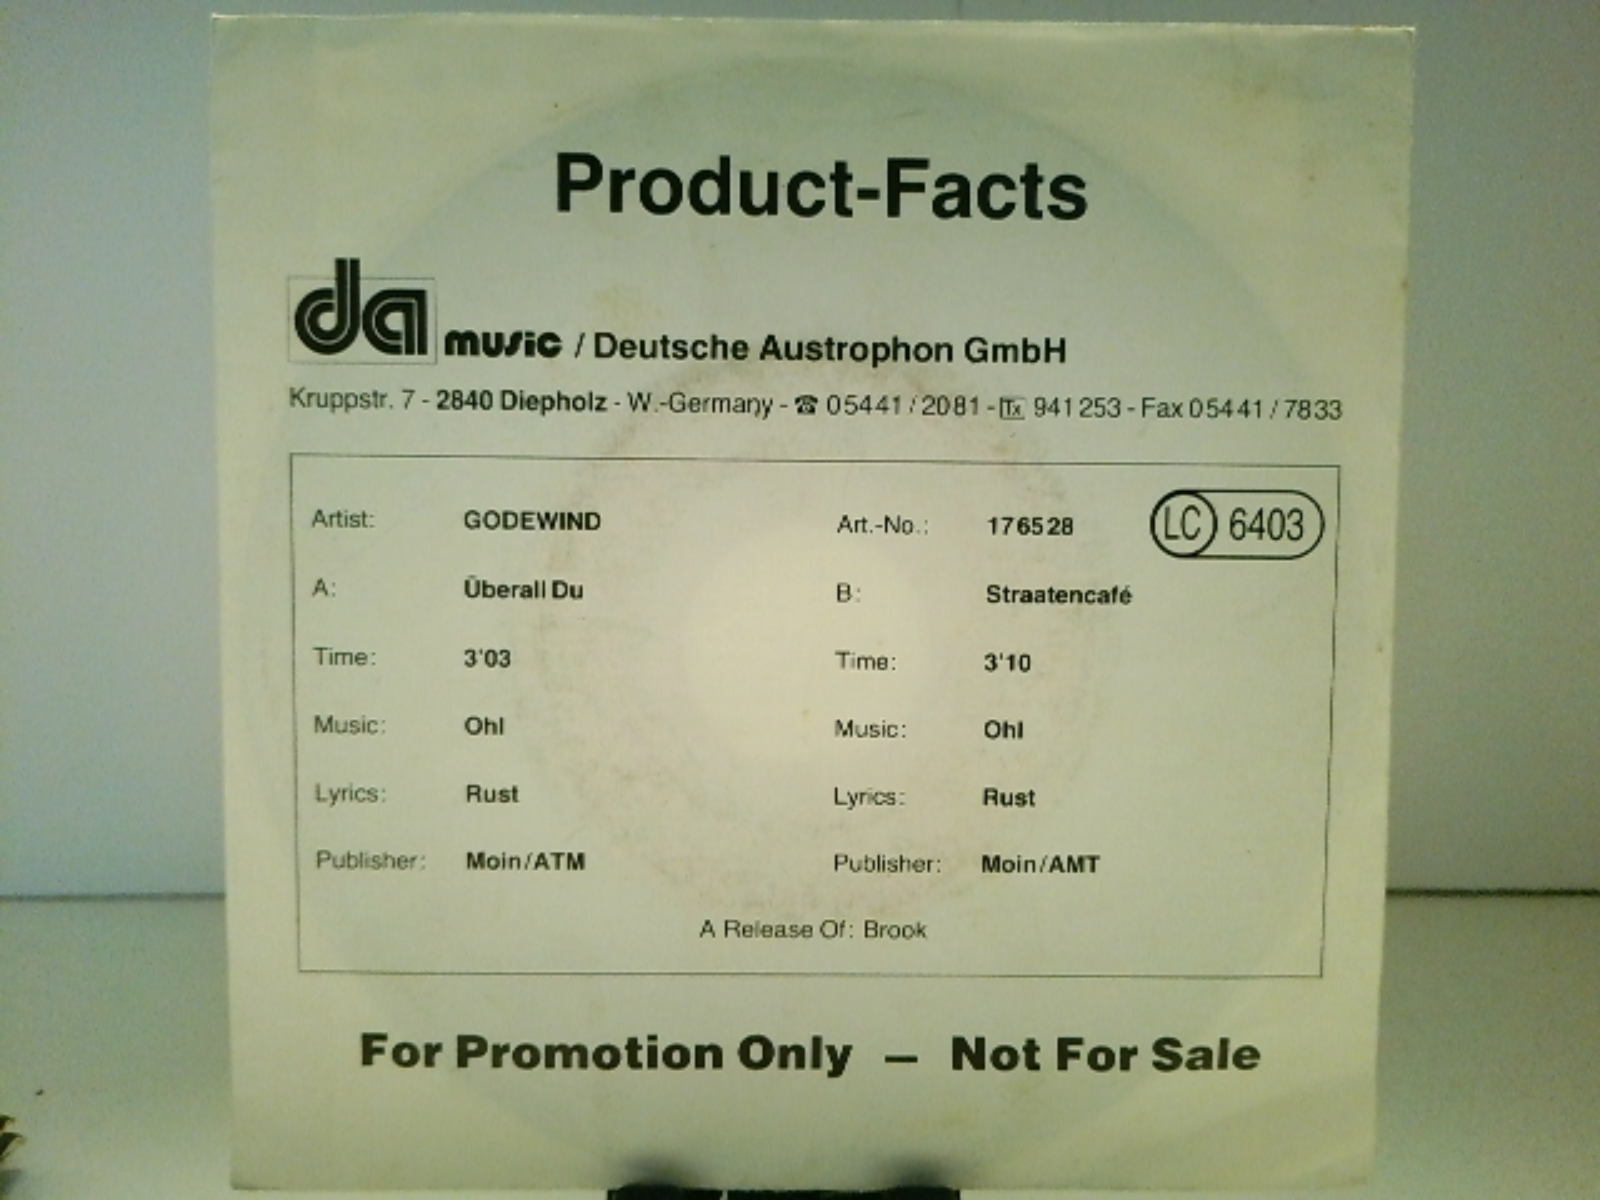 Product-Facts
da music / Deutsche Austrophon GmbH
Kruppstr. 7 - 2840 Diepholz - W.-Germany - ☎ 05441/2081 - Tx 941253 - Fax 05441/7833
Artist: GODEWIND Art.-No.: 176528 LC 6403
A: Überall Du B: Straatencafé
Time: 3'03 Time: 3'10
Music: Ohl Music: Ohl
Lyrics: Rust Lyrics: Rust
Publisher: Moin/ATM Publisher: Moin/AMT
A Release Of: Brook
For Promotion Only — Not For Sale